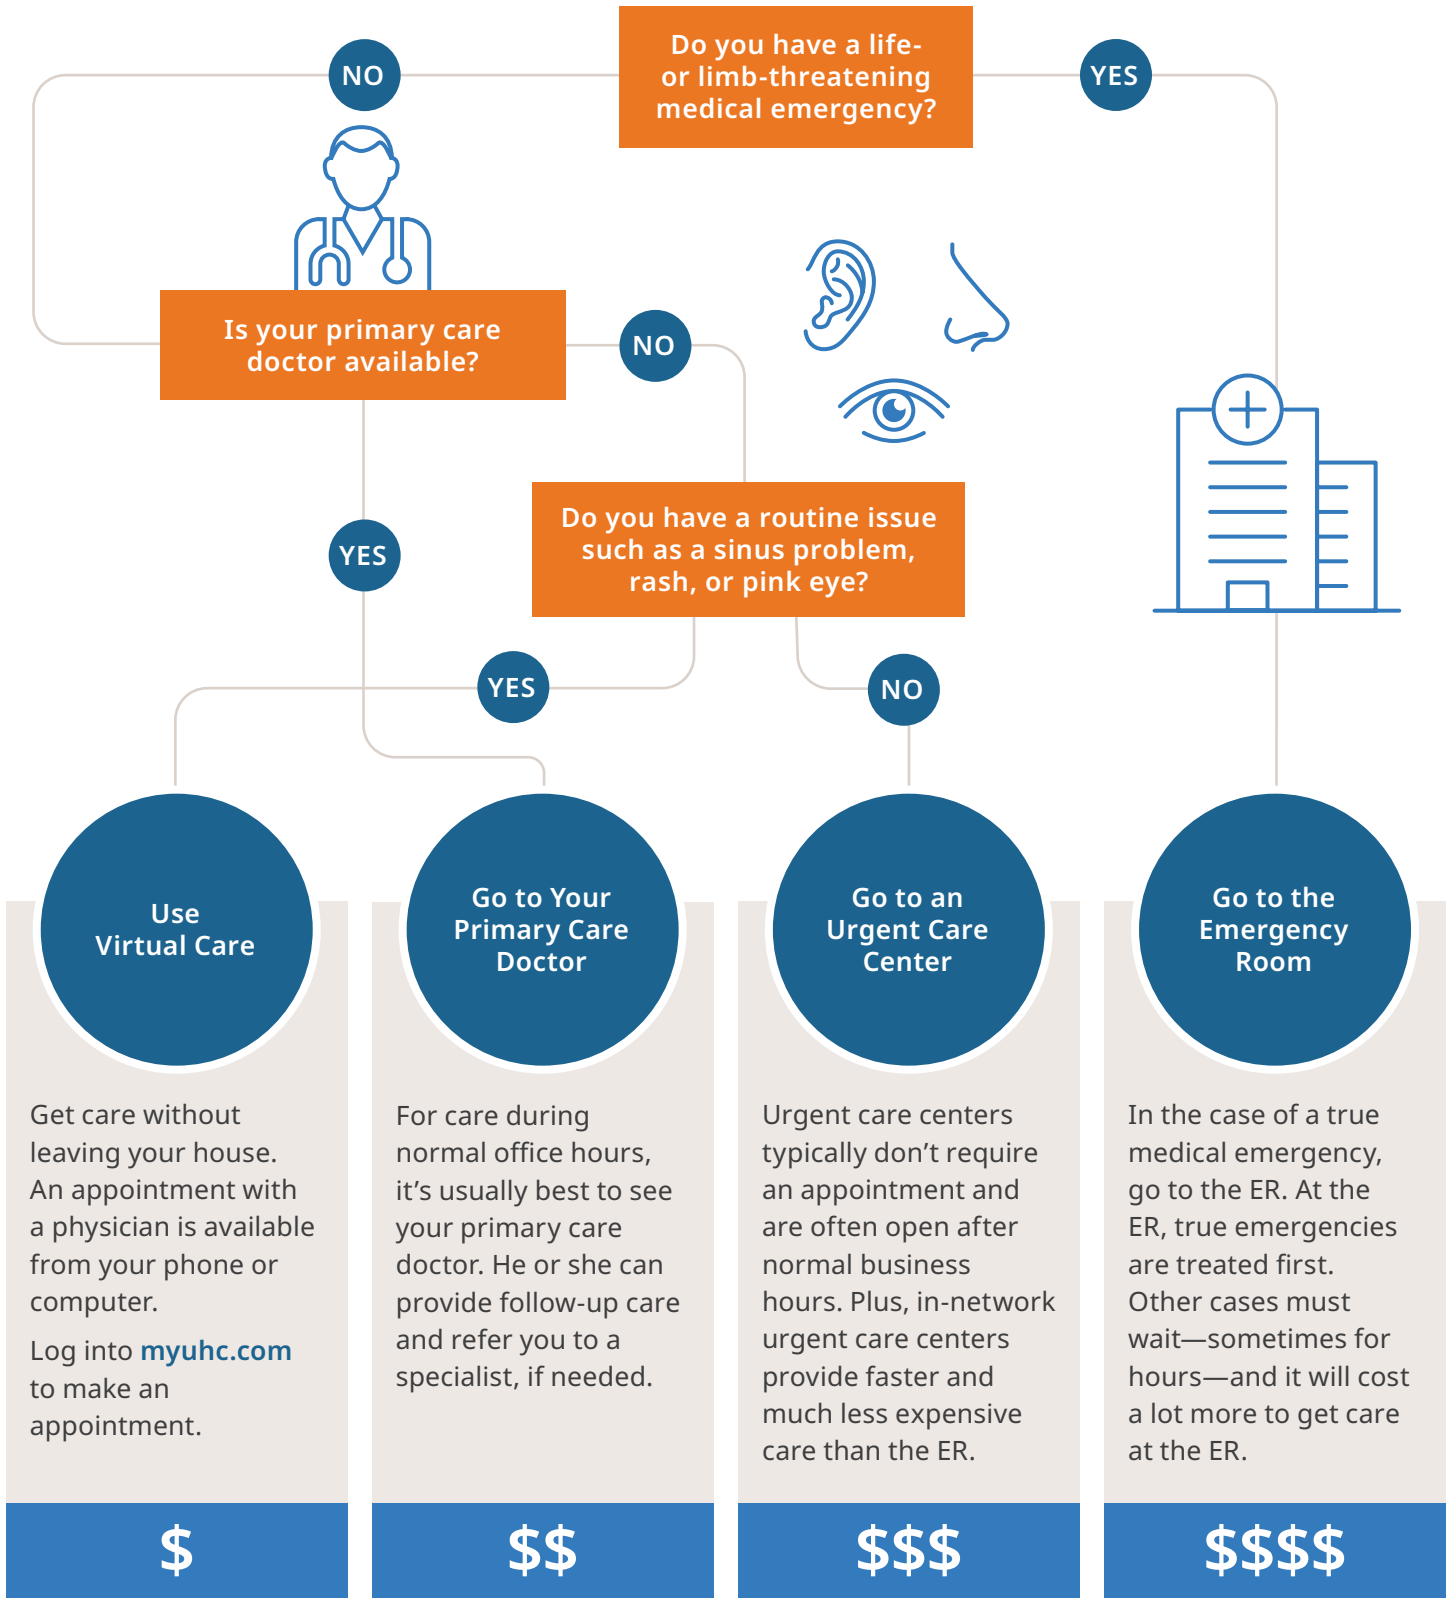 Do you have a life-
or limb-threatening
medical emergency?
NO
YES
Is your primary care
doctor available?
NO
YES
Do you have a routine issue
such as a sinus problem,
rash, or pink eye?
YES
NO
Use
Virtual Care
Get care without
leaving your house.
An appointment with
a physician is available
from your phone or
computer.
Log into myuhc.com
to make an
appointment.
$
Go to Your
Primary Care
Doctor
For care during
normal office hours,
it’s usually best to see
your primary care
doctor. He or she can
provide follow-up care
and refer you to a
specialist, if needed.
$$
Go to an
Urgent Care
Center
Urgent care centers
typically don’t require
an appointment and
are often open after
normal business
hours. Plus, in-network
urgent care centers
provide faster and
much less expensive
care than the ER.
$$$
Go to the
Emergency
Room
In the case of a true
medical emergency,
go to the ER. At the
ER, true emergencies
are treated first.
Other cases must
wait—sometimes for
hours—and it will cost
a lot more to get care
at the ER.
$$$$